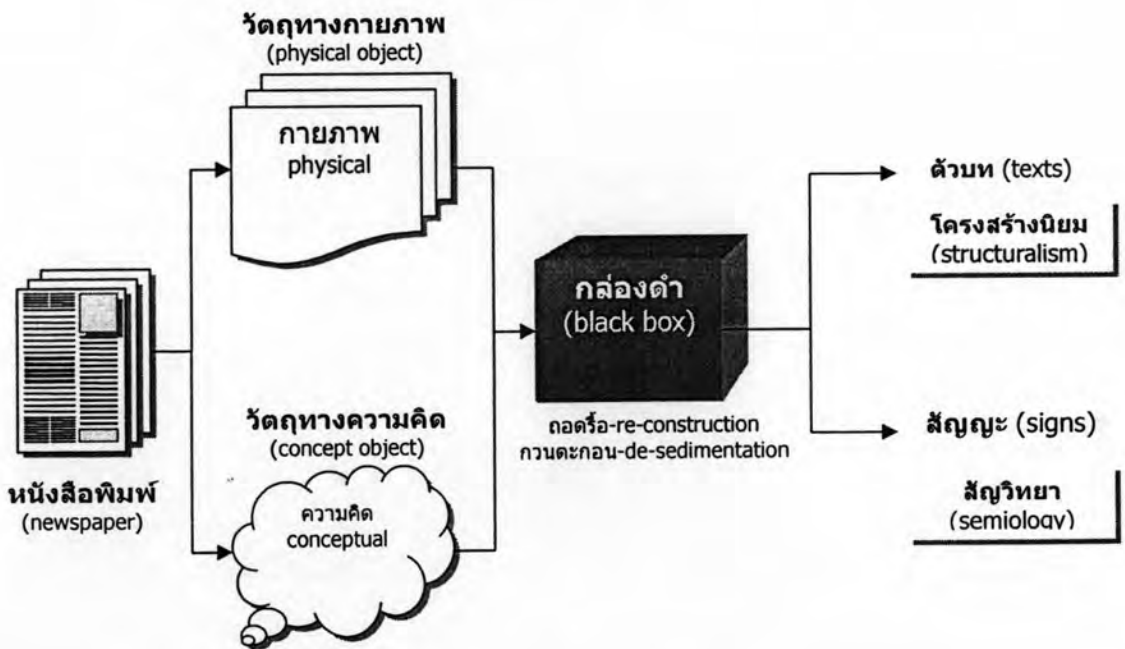 วัตถุทางกายภาพ
(physical object)
กายภาพ
physical
หนังสือพิมพ์
(newspaper)
วัตถุทางความคิด
(concept object)
ความคิด
conceptual
กล่องดำ
(black box)
ถอดรื้อ-re-construction
กวนตะกอน-de-sedimentation
ตัวบท (texts)
โครงสร้างนิยม
(structuralism)
สัญญะ (signs)
สัญวิทยา
(semiology)